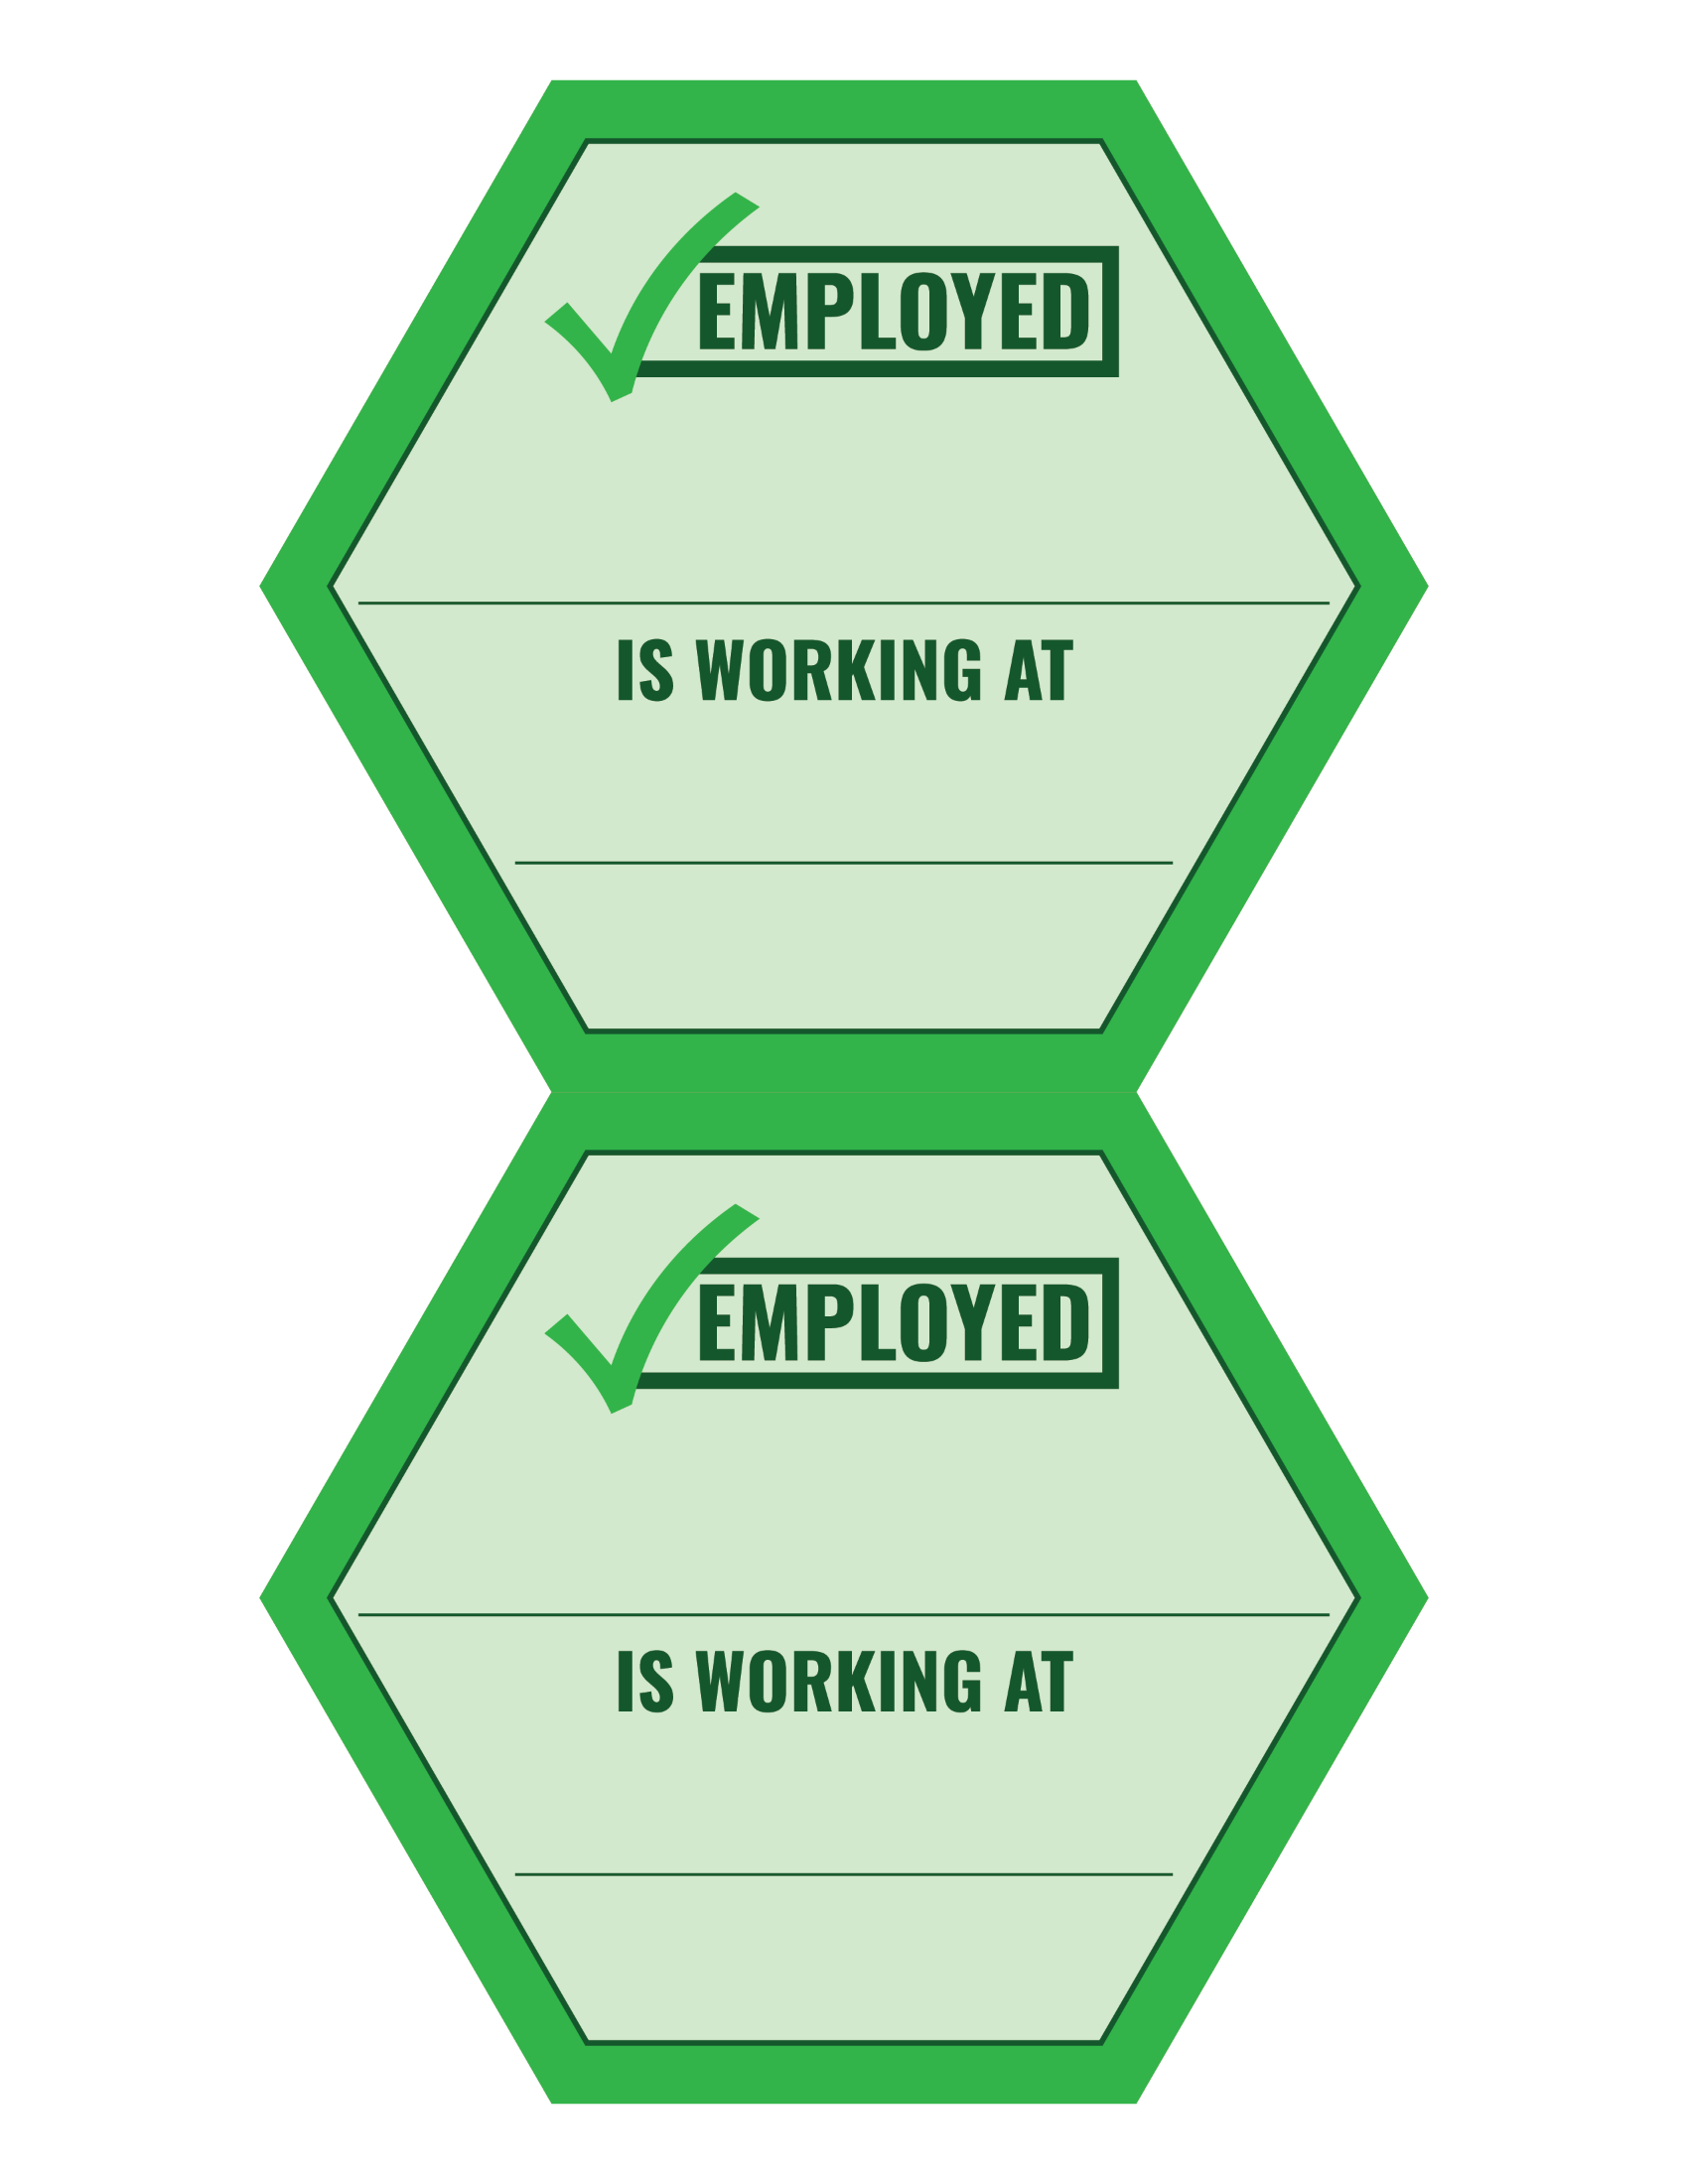 EMPLOYED
IS WORKING AT
EMPLOYED
IS WORKING AT